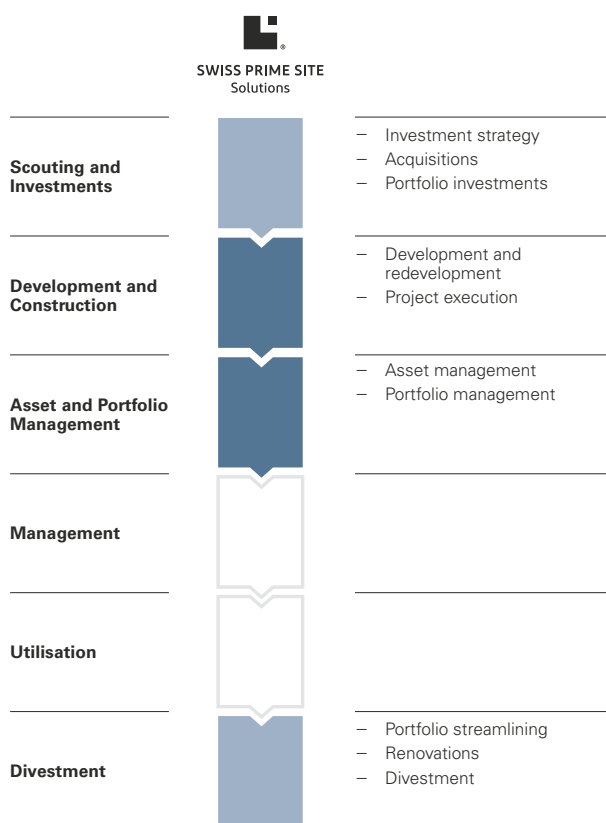 SWISS PRIME SITE
Solutions
Scouting and
Investments
– Investment strategy
– Acquisitions
– Portfolio investments
Development and
Construction
– Development and
redevelopment
– Project execution
Asset and Portfolio
Management
– Asset management
– Portfolio management
Management
Utilisation
Divestment
– Portfolio streamlining
– Renovations
– Divestment